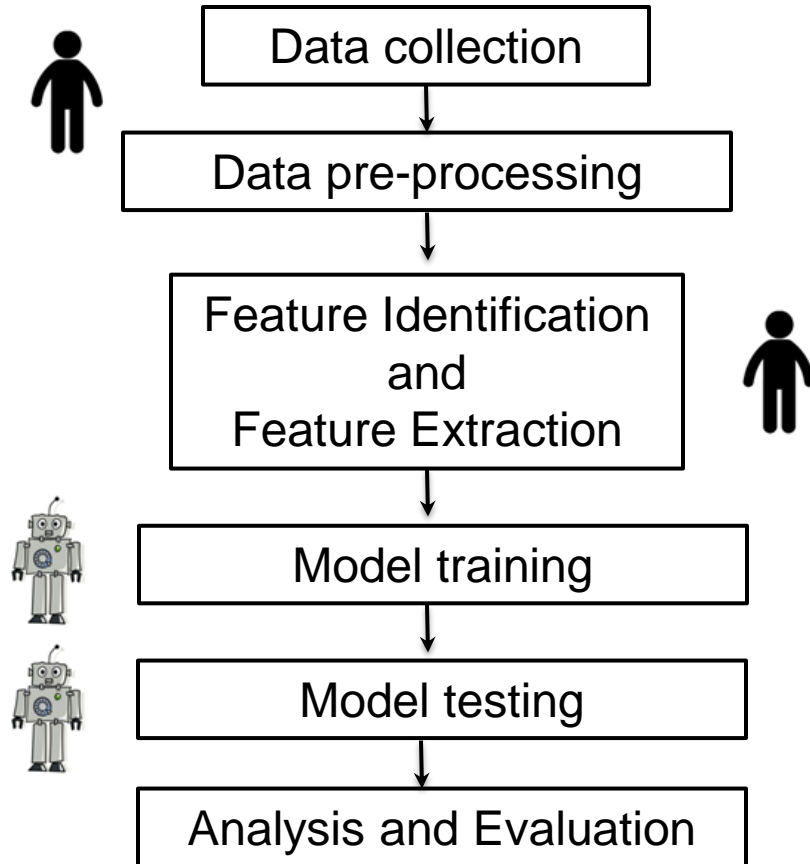 Data collection
Data pre-processing
Feature Identification
and
Feature Extraction
Model training
Model testing
Analysis and Evaluation